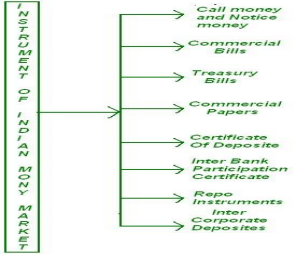 INSTRUMENT OF INDIAN MONY MARKET
Call money
and Notice
money
Commercial
Bills
Treasury
Bills
Commercial
Papers
Certificate
Of Deposite
Inter Bank
Participation
Certificate
Repo
Instruments
Inter
Corporate
Deposites